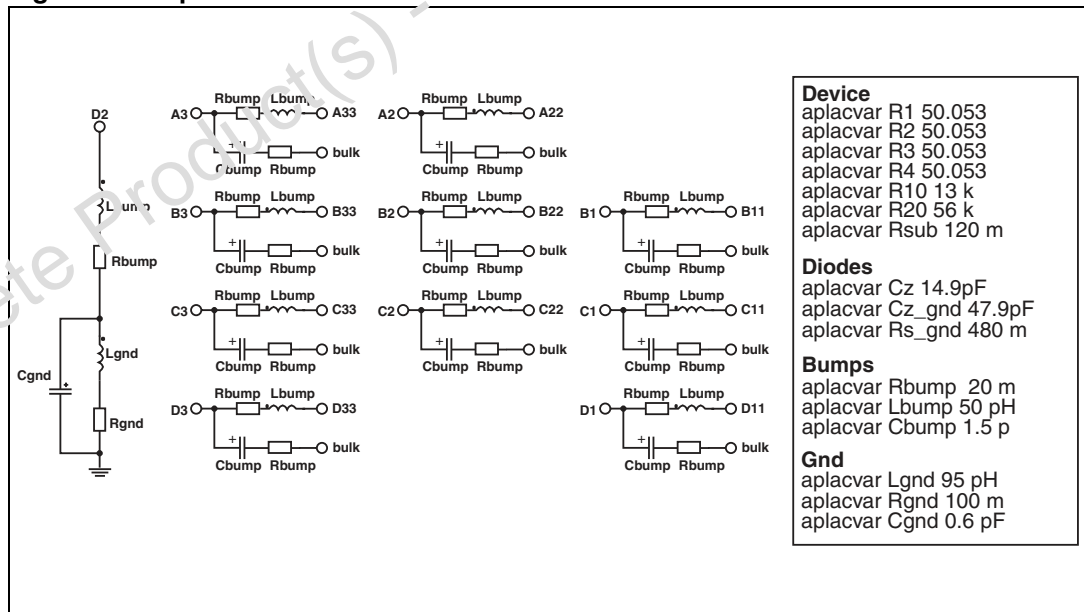 ete Product(s) -
D2
Lbump
Rbump
Lgnd
Cgnd
Rgnd
Rbump Lbump
A3 A33
+
bulk
Cbump Rbump
Rbump Lbump
A2 A22
+
bulk
Cbump Rbump
Rbump Lbump
B3 B33
+
bulk
Cbump Rbump
Rbump Lbump
B2 B22
+
bulk
Cbump Rbump
Rbump Lbump
B1 B11
+
bulk
Cbump Rbump
Rbump Lbump
C3 C33
+
bulk
Cbump Rbump
Rbump Lbump
C2 C22
+
bulk
Cbump Rbump
Rbump Lbump
C1 C11
+
bulk
Cbump Rbump
Rbump Lbump
D3 D33
+
bulk
Cbump Rbump
Rbump Lbump
D1 D11
+
bulk
Cbump Rbump
Device
aplacvar R1 50.053
aplacvar R2 50.053
aplacvar R3 50.053
aplacvar R4 50.053
aplacvar R10 13 k
aplacvar R20 56 k
aplacvar Rsub 120 m
Diodes
aplacvar Cz 14.9pF
aplacvar Cz_gnd 47.9pF
aplacvar Rs_gnd 480 m
Bumps
aplacvar Rbump 20 m
aplacvar Lbump 50 pH
aplacvar Cbump 1.5 p
Gnd
aplacvar Lgnd 95 pH
aplacvar Rgnd 100 m
aplacvar Cgnd 0.6 pF